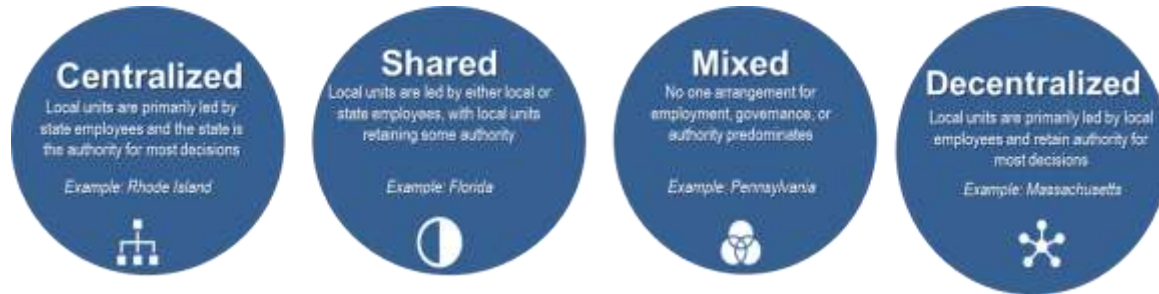 Centralized
Local units are primarily led by
state employees and the state is
the authority for most decisions
Example: Rhode Island
Shared
Local units are led by either local or
state employees, with local units
retaining some authority
Example: Florida
Mixed
No one arrangement for
employment, governance, or
authority predominates
Example: Pennsylvania
Decentralized
Local units are primarily led by local
employees and retain authority for
most decisions
Example: Massachusetts